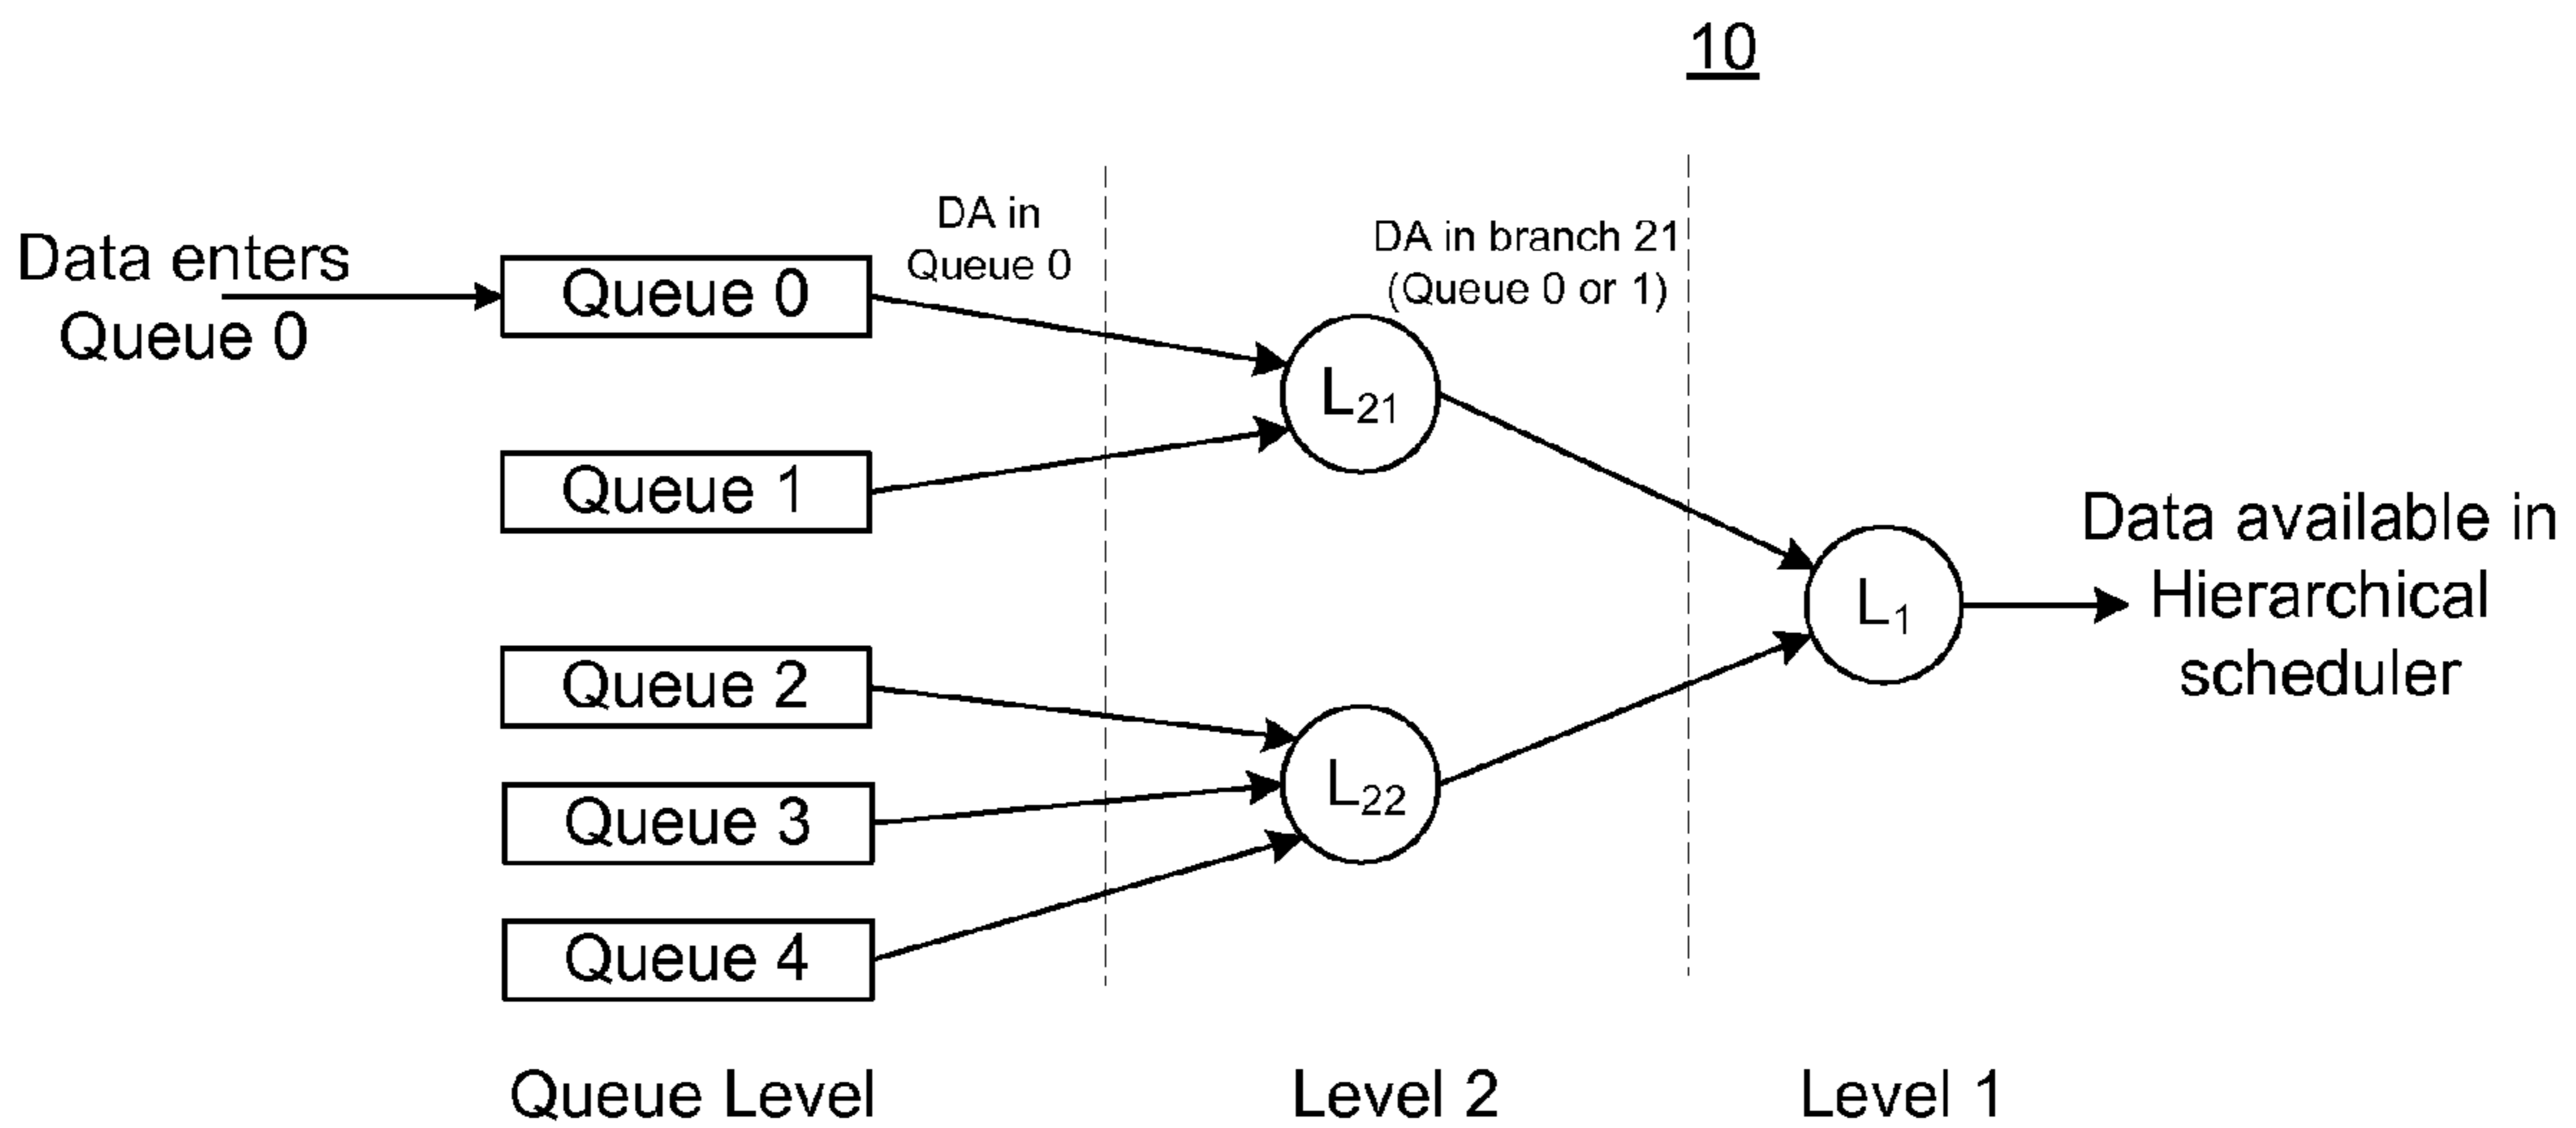 10
Data enters
Queue 0
Queue 0
DA in
Queue 0
DA in branch 21
(Queue 0 or 1)
L21
Queue 1
Queue 2
Queue 3
L22
Queue 4
L1
Data available in
Hierarchical
scheduler
Queue Level
Level 2
Level 1